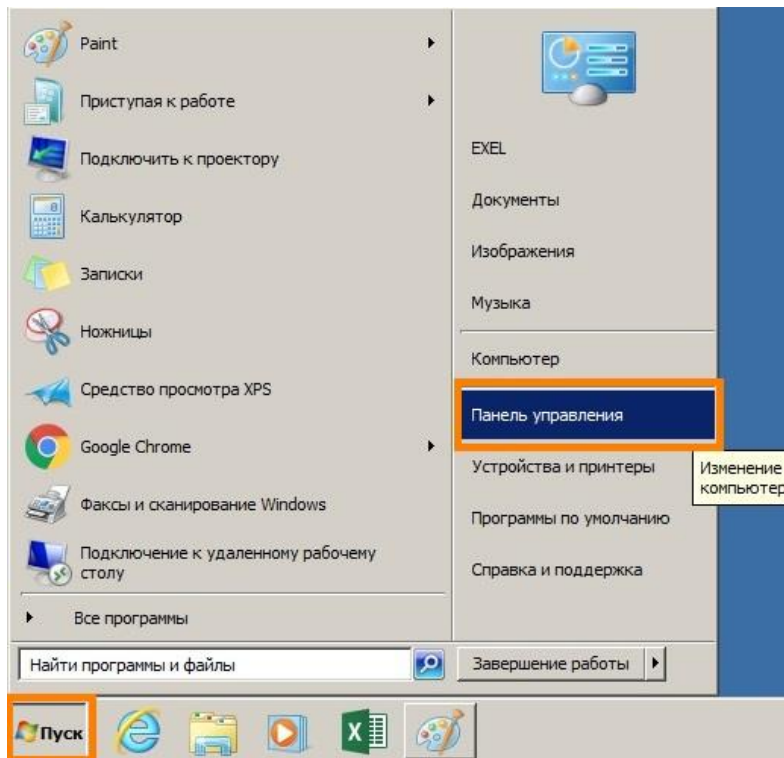 Paint
Приступая к работе
Подключить к проектору
Калькулятор
Записки
Ножницы
Средство просмотра XPS
Google Chrome
Факсы и сканирование Windows
Подключение к удаленному рабочему
столу
Все программы
Найти программы и файлы
EXEL
Документы
Изображения
Музыка
Компьютер
Панель управления
Устройства и принтеры
Программы по умолчанию
Справка и поддержка
Завершение работы
Изменение
компьютер
Пуск